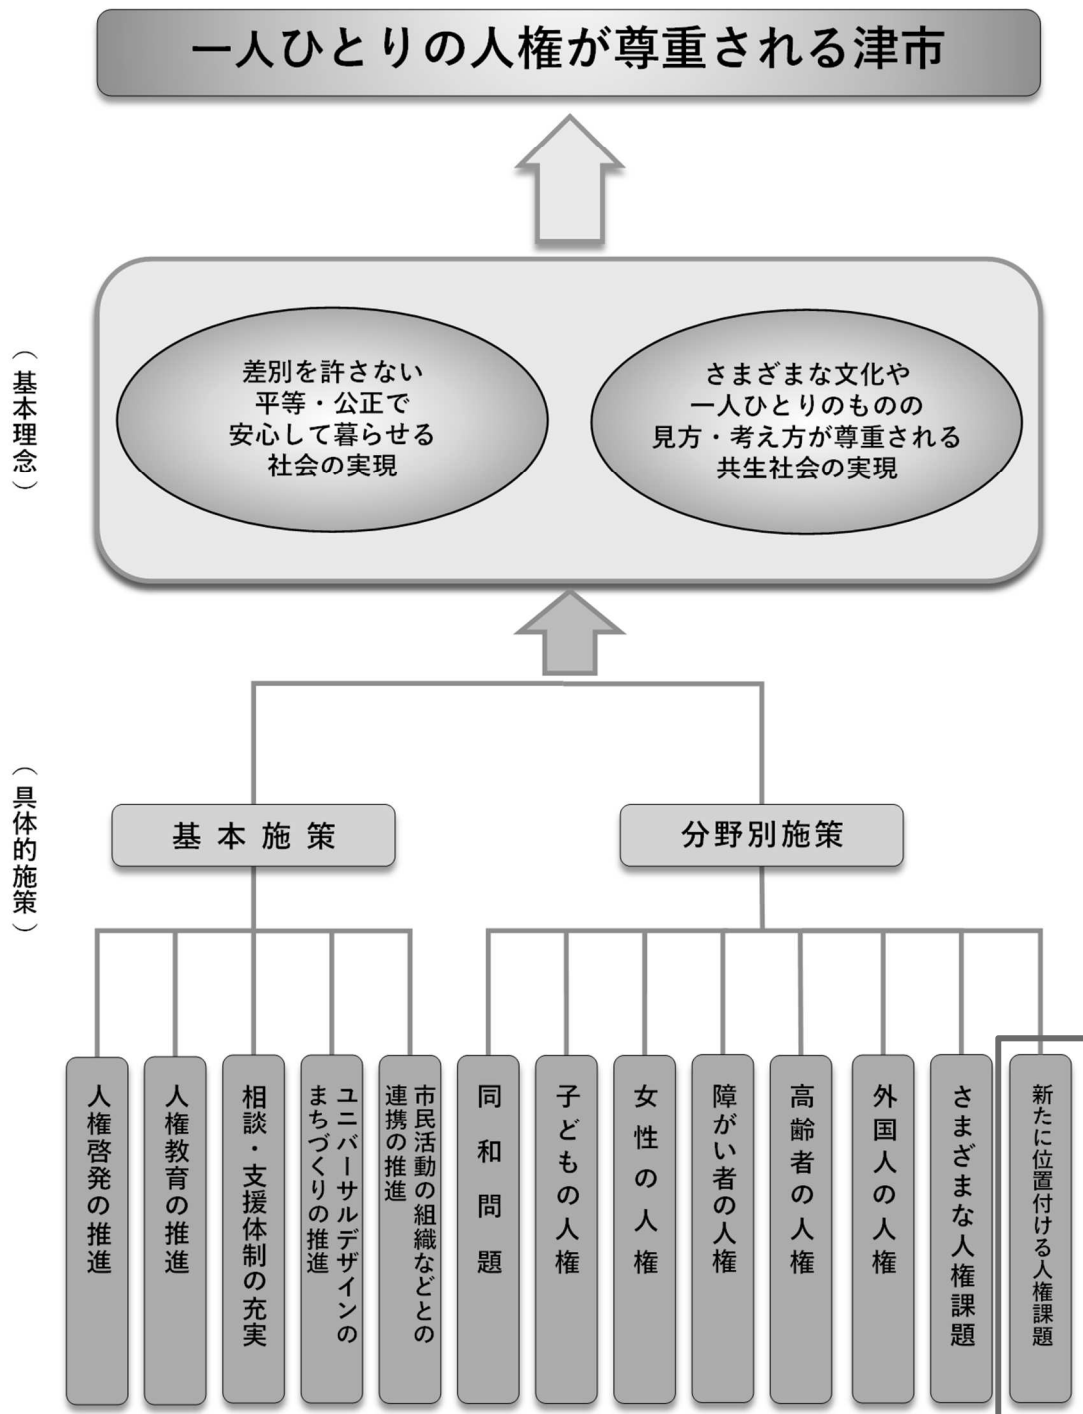 一人ひとりの人権が尊重される津市
（基本理念）
差別を許さない
平等・公正で
安心して暮らせる
社会の実現
さまざまな文化や
一人ひとりのものの
見方・考え方が尊重される
共生社会の実現
（具体的施策）
基本施策
分野別施策
人権啓発の推進
人権教育の推進
相談・支援体制の充実
ユニバーサルデザインの
まちづくりの推進
市民活動の組織などとの
連携の推進
同和問題
子どもの人権
女性の人権
障がい者の人権
高齢者の人権
外国人の人権
さまざまな人権課題
新たに位置付ける人権課題